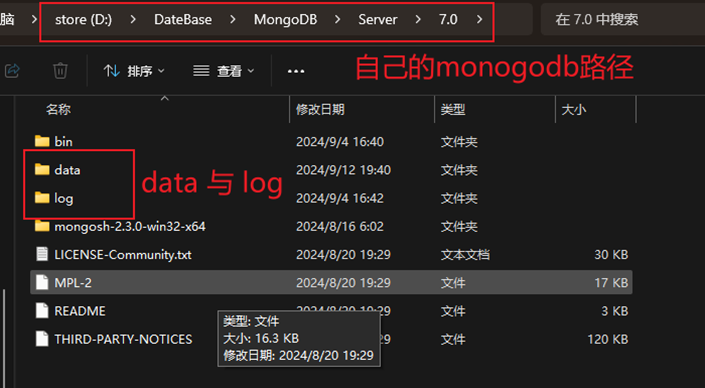 脑 > store (D:) > DateBase > MongoDB > Server > 7.0 > 在 7.0 中搜索
排序 查看 ...
自己的monogodb路径
名称 修改日期 类型 大小
bin 2024/9/4 16:40 文件夹
data 2024/9/12 19:40 文件夹
log 2024/9/4 16:42 文件夹
data 与 log
mongosh-2.3.0-win32-x64 2024/8/16 6:02 文件夹
LICENSE-Community.txt 2024/8/20 19:29 文本文档 30 KB
MPL-2 2024/8/20 19:29 文件 17 KB
README 2024/8/20 19:29 文件 3 KB
THIRD-PARTY-NOTICES 2024/8/20 19:29 文件 120 KB
类型: 文件
大小: 16.3 KB
修改日期: 2024/8/20 19:29